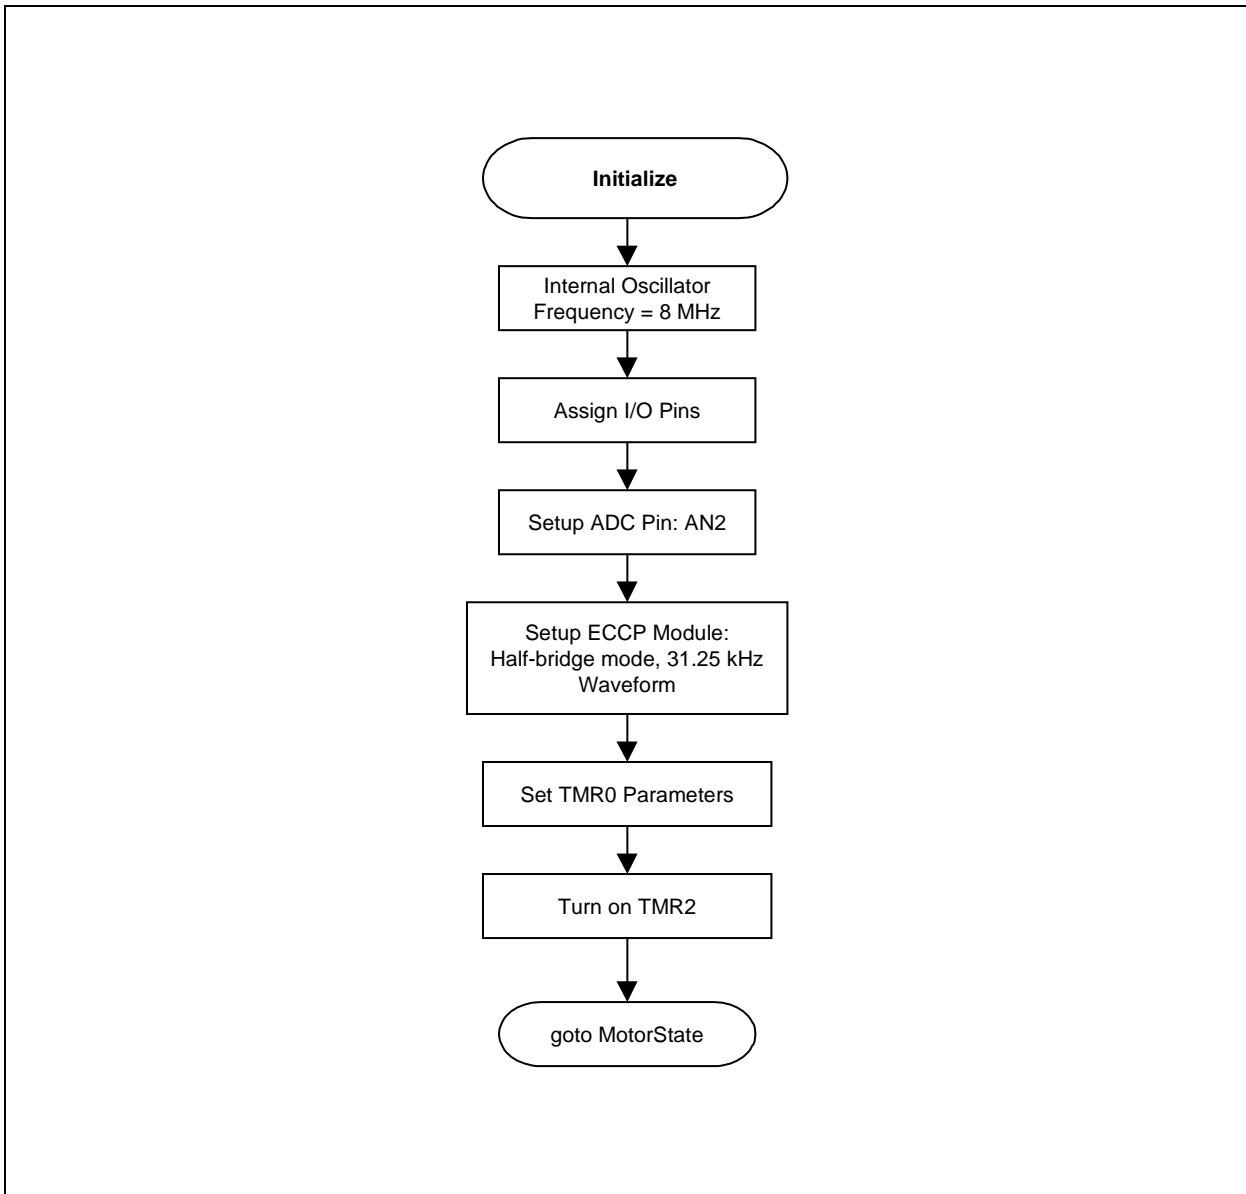 Initialize
Internal Oscillator
Frequency = 8 MHz
Assign I/O Pins
Setup ADC Pin: AN2
Setup ECCP Module:
Half-bridge mode, 31.25 kHz
Waveform
Set TMR0 Parameters
Turn on TMR2
goto MotorState